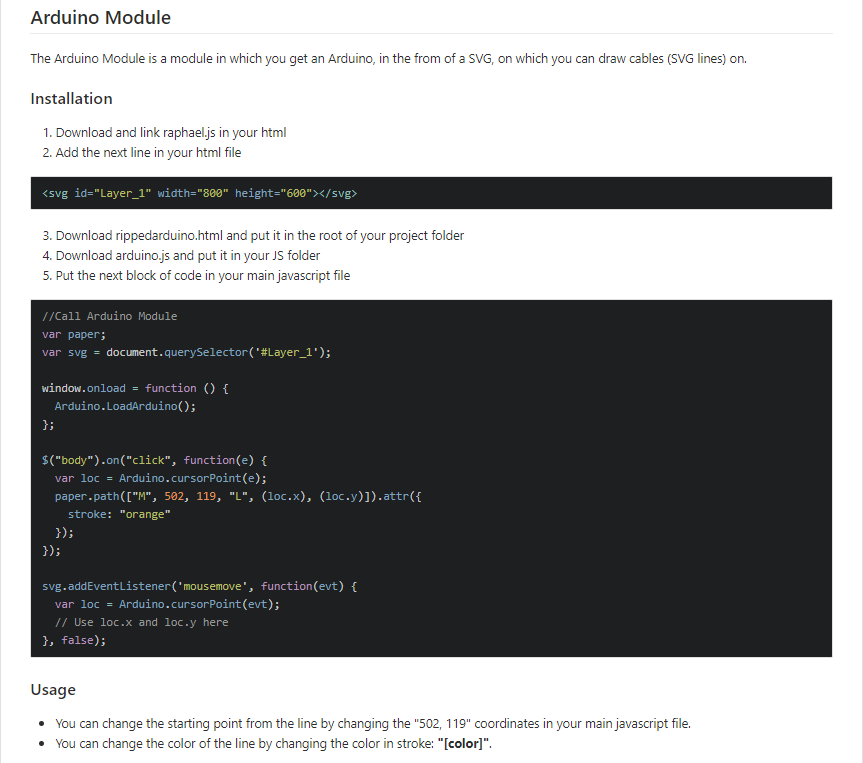 Arduino Module
The Arduino Module is a module in which you get an Arduino, in the from of a SVG, on which you can draw cables (SVG lines) on.
Installation
1. Download and link raphael.js in your html
2. Add the next line in your html file
<svg id="Layer_1" width="800" height="600"></svg>
3. Download rippedarduino.html and put it in the root of your project folder
4. Download arduino.js and put it in your JS folder
5. Put the next block of code in your main javascript file
//Call Arduino Module
var paper;
var svg = document.querySelector('#Layer_1');
window.onload = function () {
  Arduino.LoadArduino();
};
$("body").on("click", function(e) {
  var loc = Arduino.cursorPoint(e);
  paper.path(["M", 502, 119, "L", (loc.x), (loc.y)]).attr({
    stroke: "orange"
  });
});
svg.addEventListener('mousemove', function(evt) {
  var loc = Arduino.cursorPoint(evt);
  // Use loc.x and loc.y here
}, false);
Usage
• You can change the starting point from the line by changing the "502, 119" coordinates in your main javascript file.
• You can change the color of the line by changing the color in stroke: "[color]".